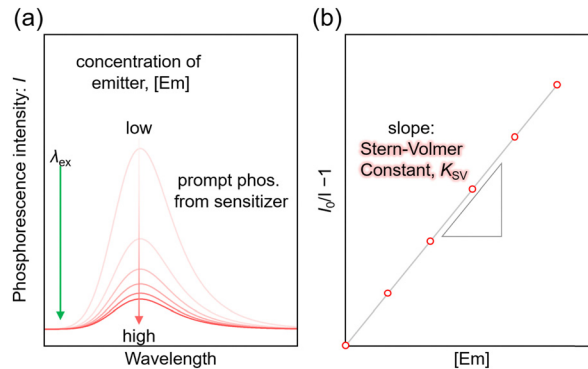 (a)
concentration of
emitter, [Em]
low
λex
prompt phos.
from sensitizer
high
Phosphorescence intensity: I
Wavelength
(b)
slope:
Stern-Volmer
Constant, KSV
I0/I −1
[Em]